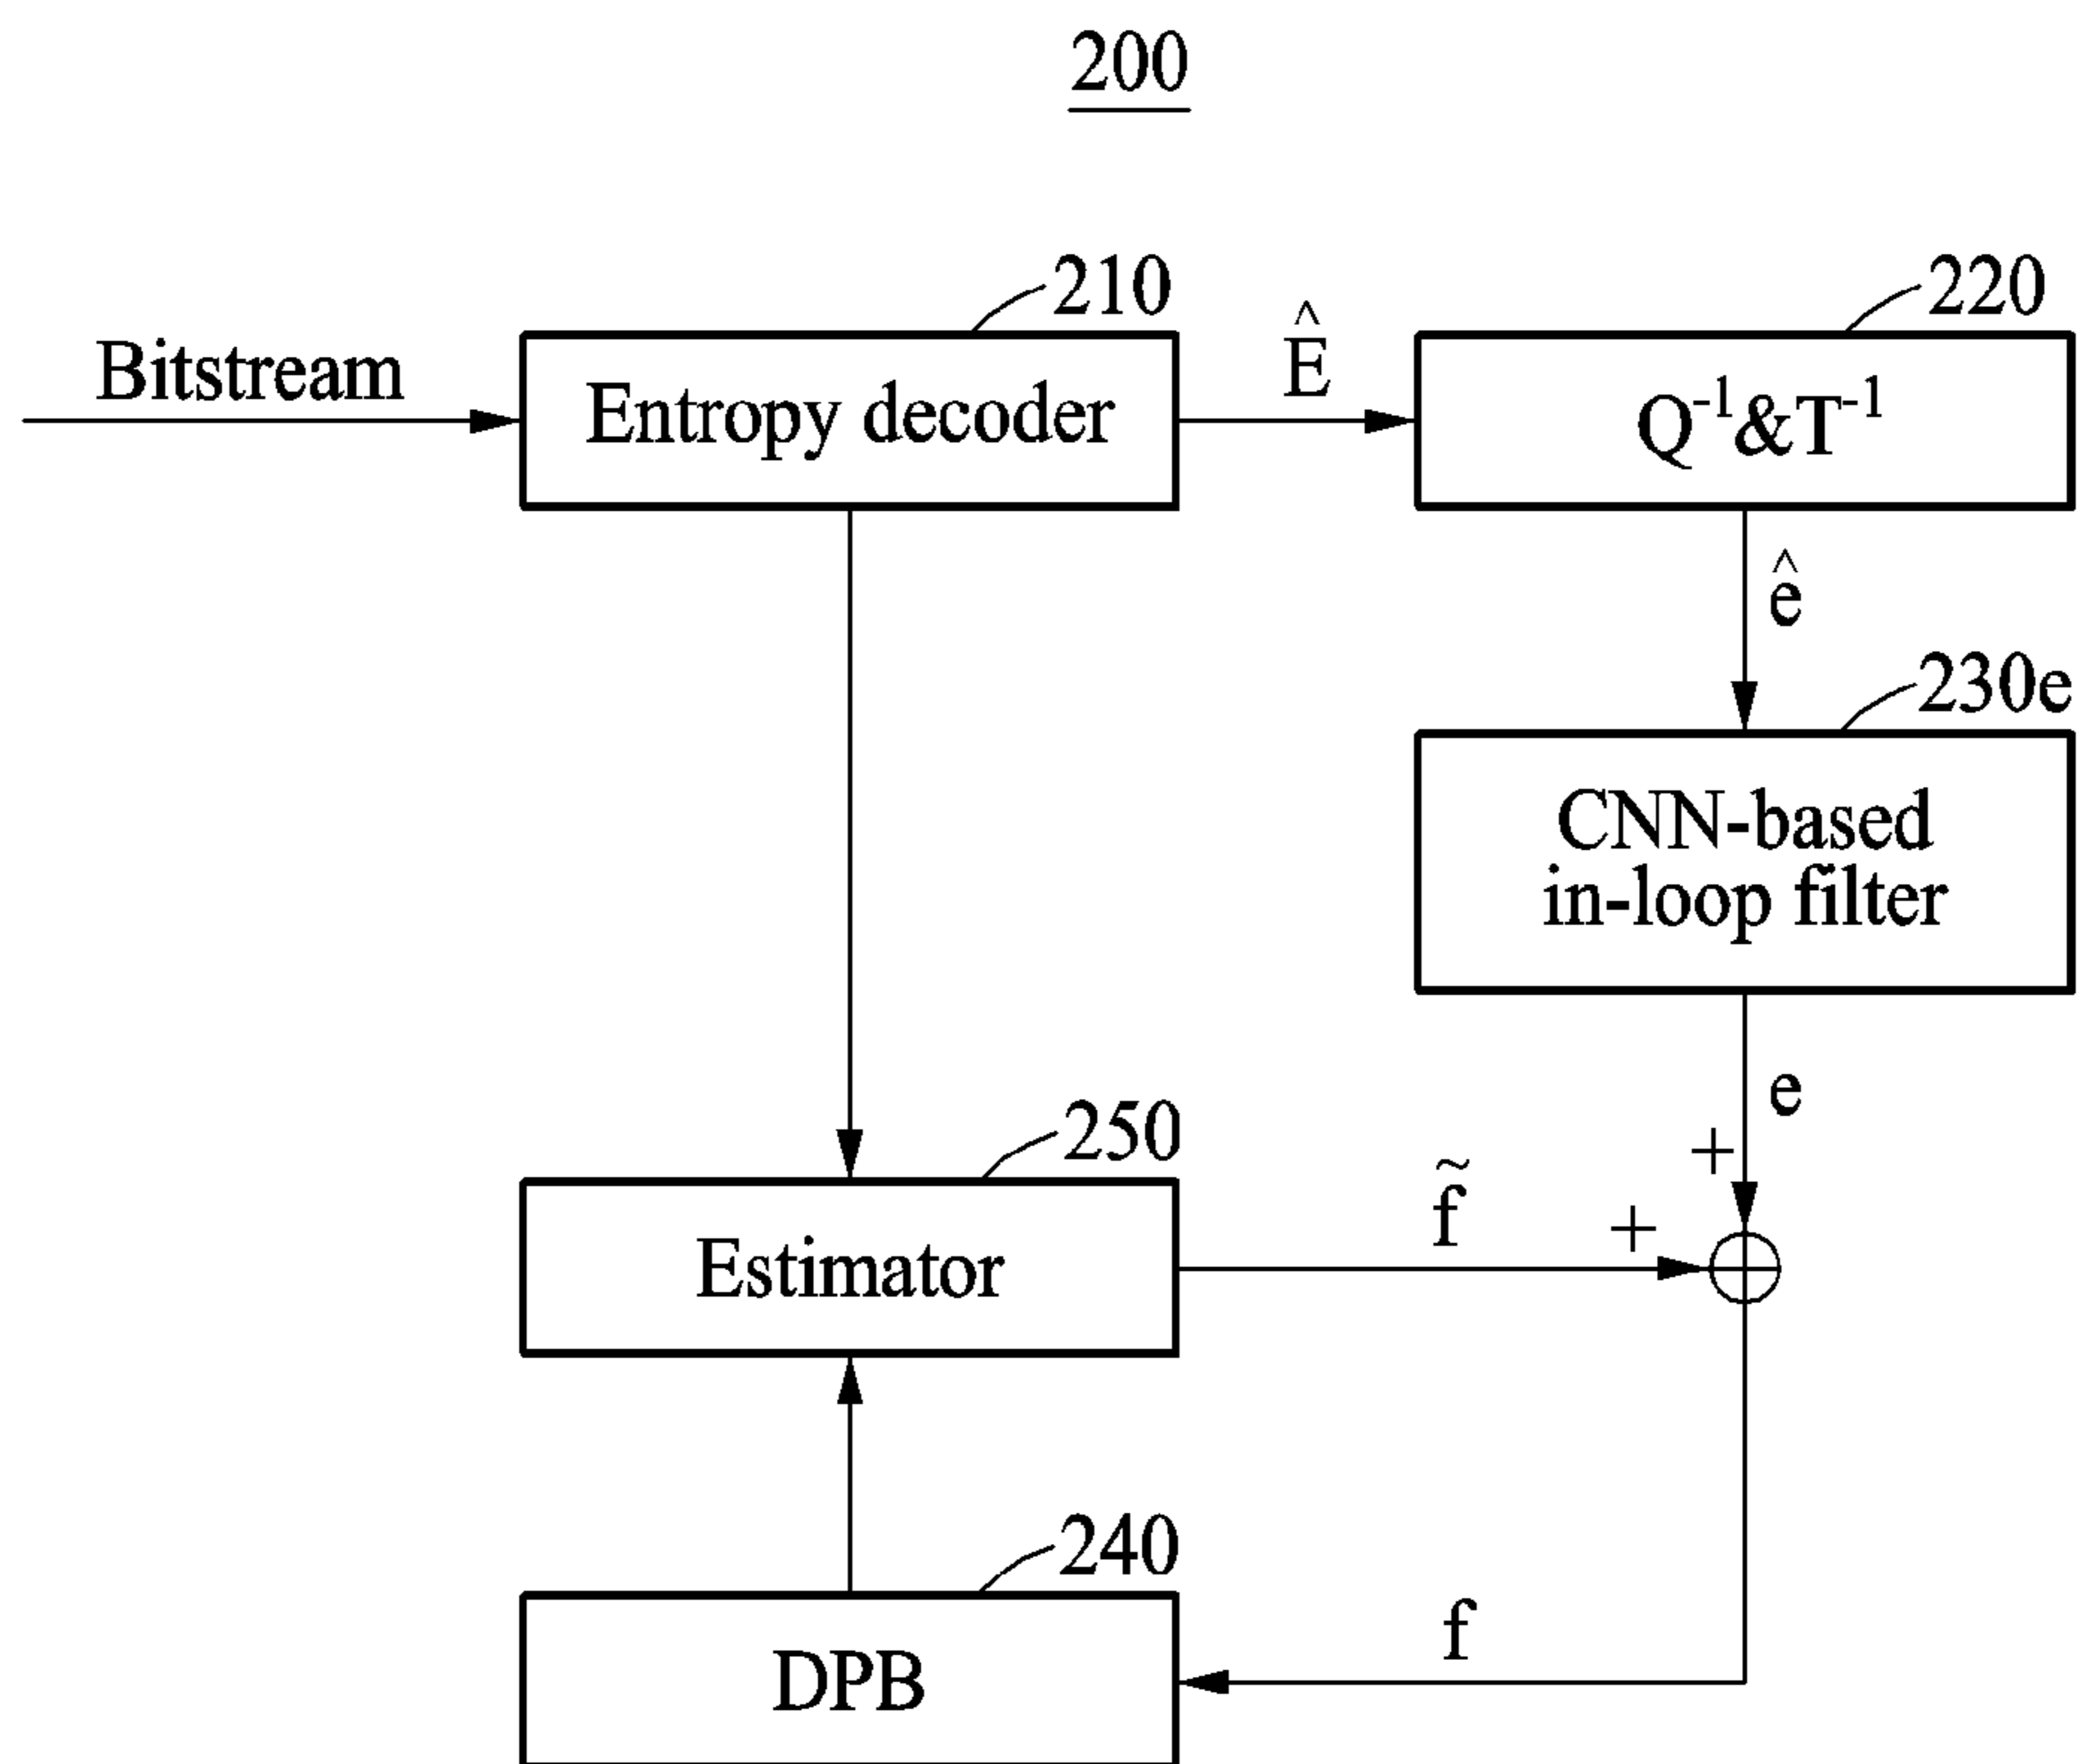 200
210
220
Bitstream
Entropy decoder
Ê
Q⁻¹&T⁻¹
ê
230e
CNN-based
in-loop filter
e
+
250
Estimator
f̃
+
240
DPB
f